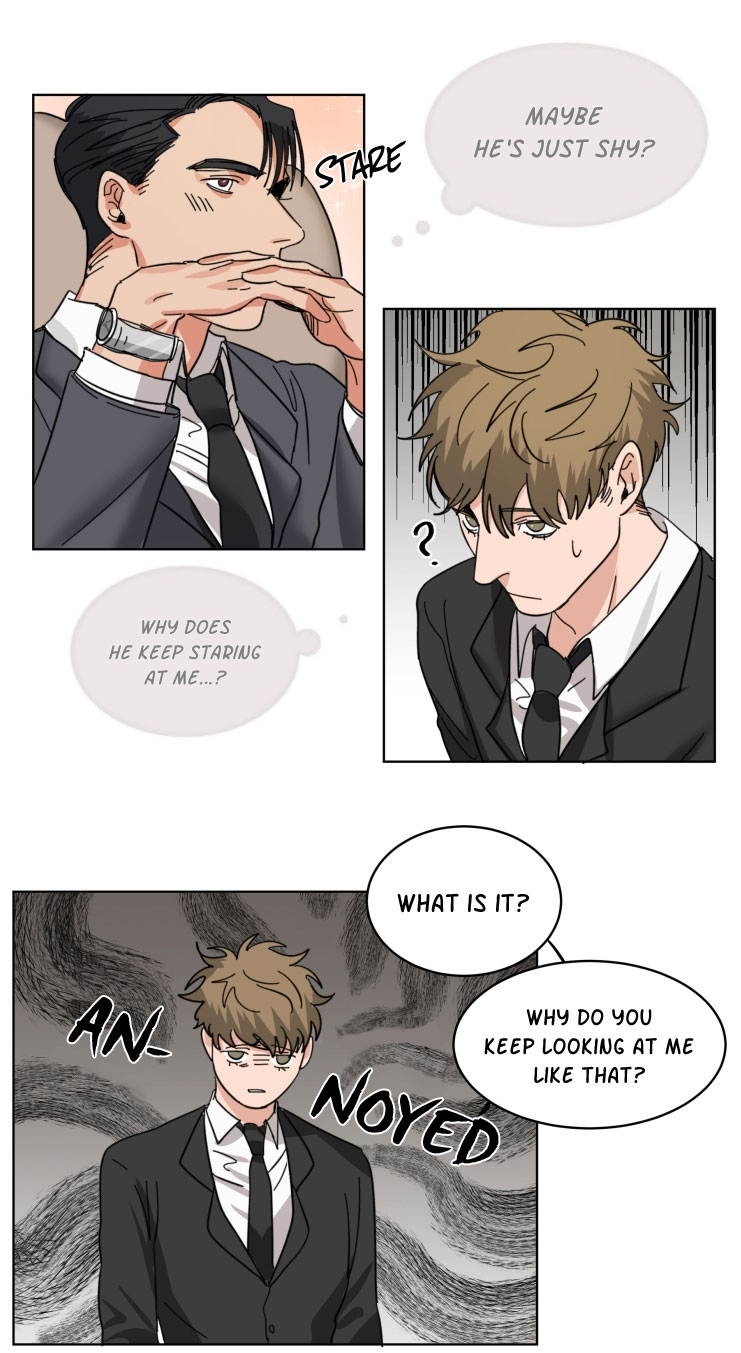 MAYBE
HE'S JUST SHY?
STARE
?
WHY DOES
HE KEEP STARING
AT ME...?
WHAT IS IT?
WHY DO YOU
KEEP LOOKING AT ME
LIKE THAT?
AN-
NOYED